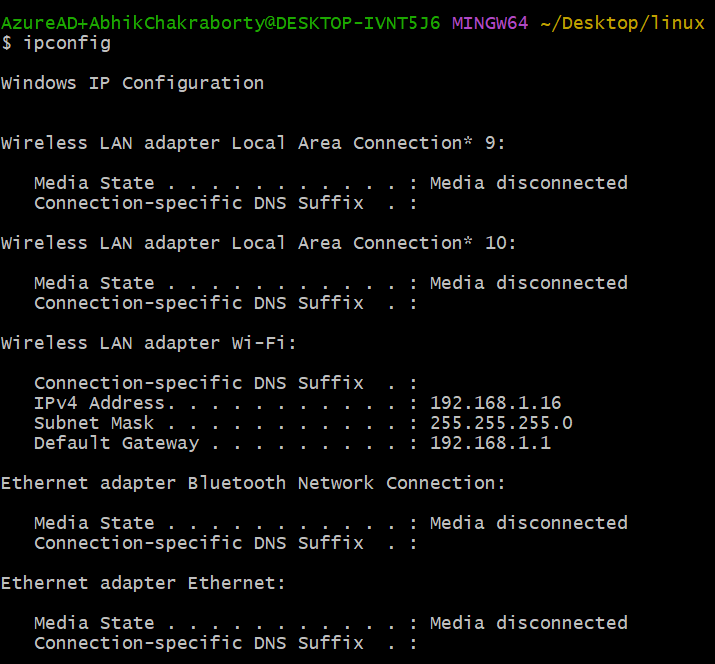 AzureAD+AbhikChakraborty@DESKTOP-IVNT5J6 MINGW64 ~/Desktop/linux
$ ipconfig

Windows IP Configuration


Wireless LAN adapter Local Area Connection* 9:

   Media State . . . . . . . . . . . : Media disconnected
   Connection-specific DNS Suffix  . :

Wireless LAN adapter Local Area Connection* 10:

   Media State . . . . . . . . . . . : Media disconnected
   Connection-specific DNS Suffix  . :

Wireless LAN adapter Wi-Fi:

   Connection-specific DNS Suffix  . :
   IPv4 Address. . . . . . . . . . . : 192.168.1.16
   Subnet Mask . . . . . . . . . . . : 255.255.255.0
   Default Gateway . . . . . . . . . : 192.168.1.1

Ethernet adapter Bluetooth Network Connection:

   Media State . . . . . . . . . . . : Media disconnected
   Connection-specific DNS Suffix  . :

Ethernet adapter Ethernet:

   Media State . . . . . . . . . . . : Media disconnected
   Connection-specific DNS Suffix  . :